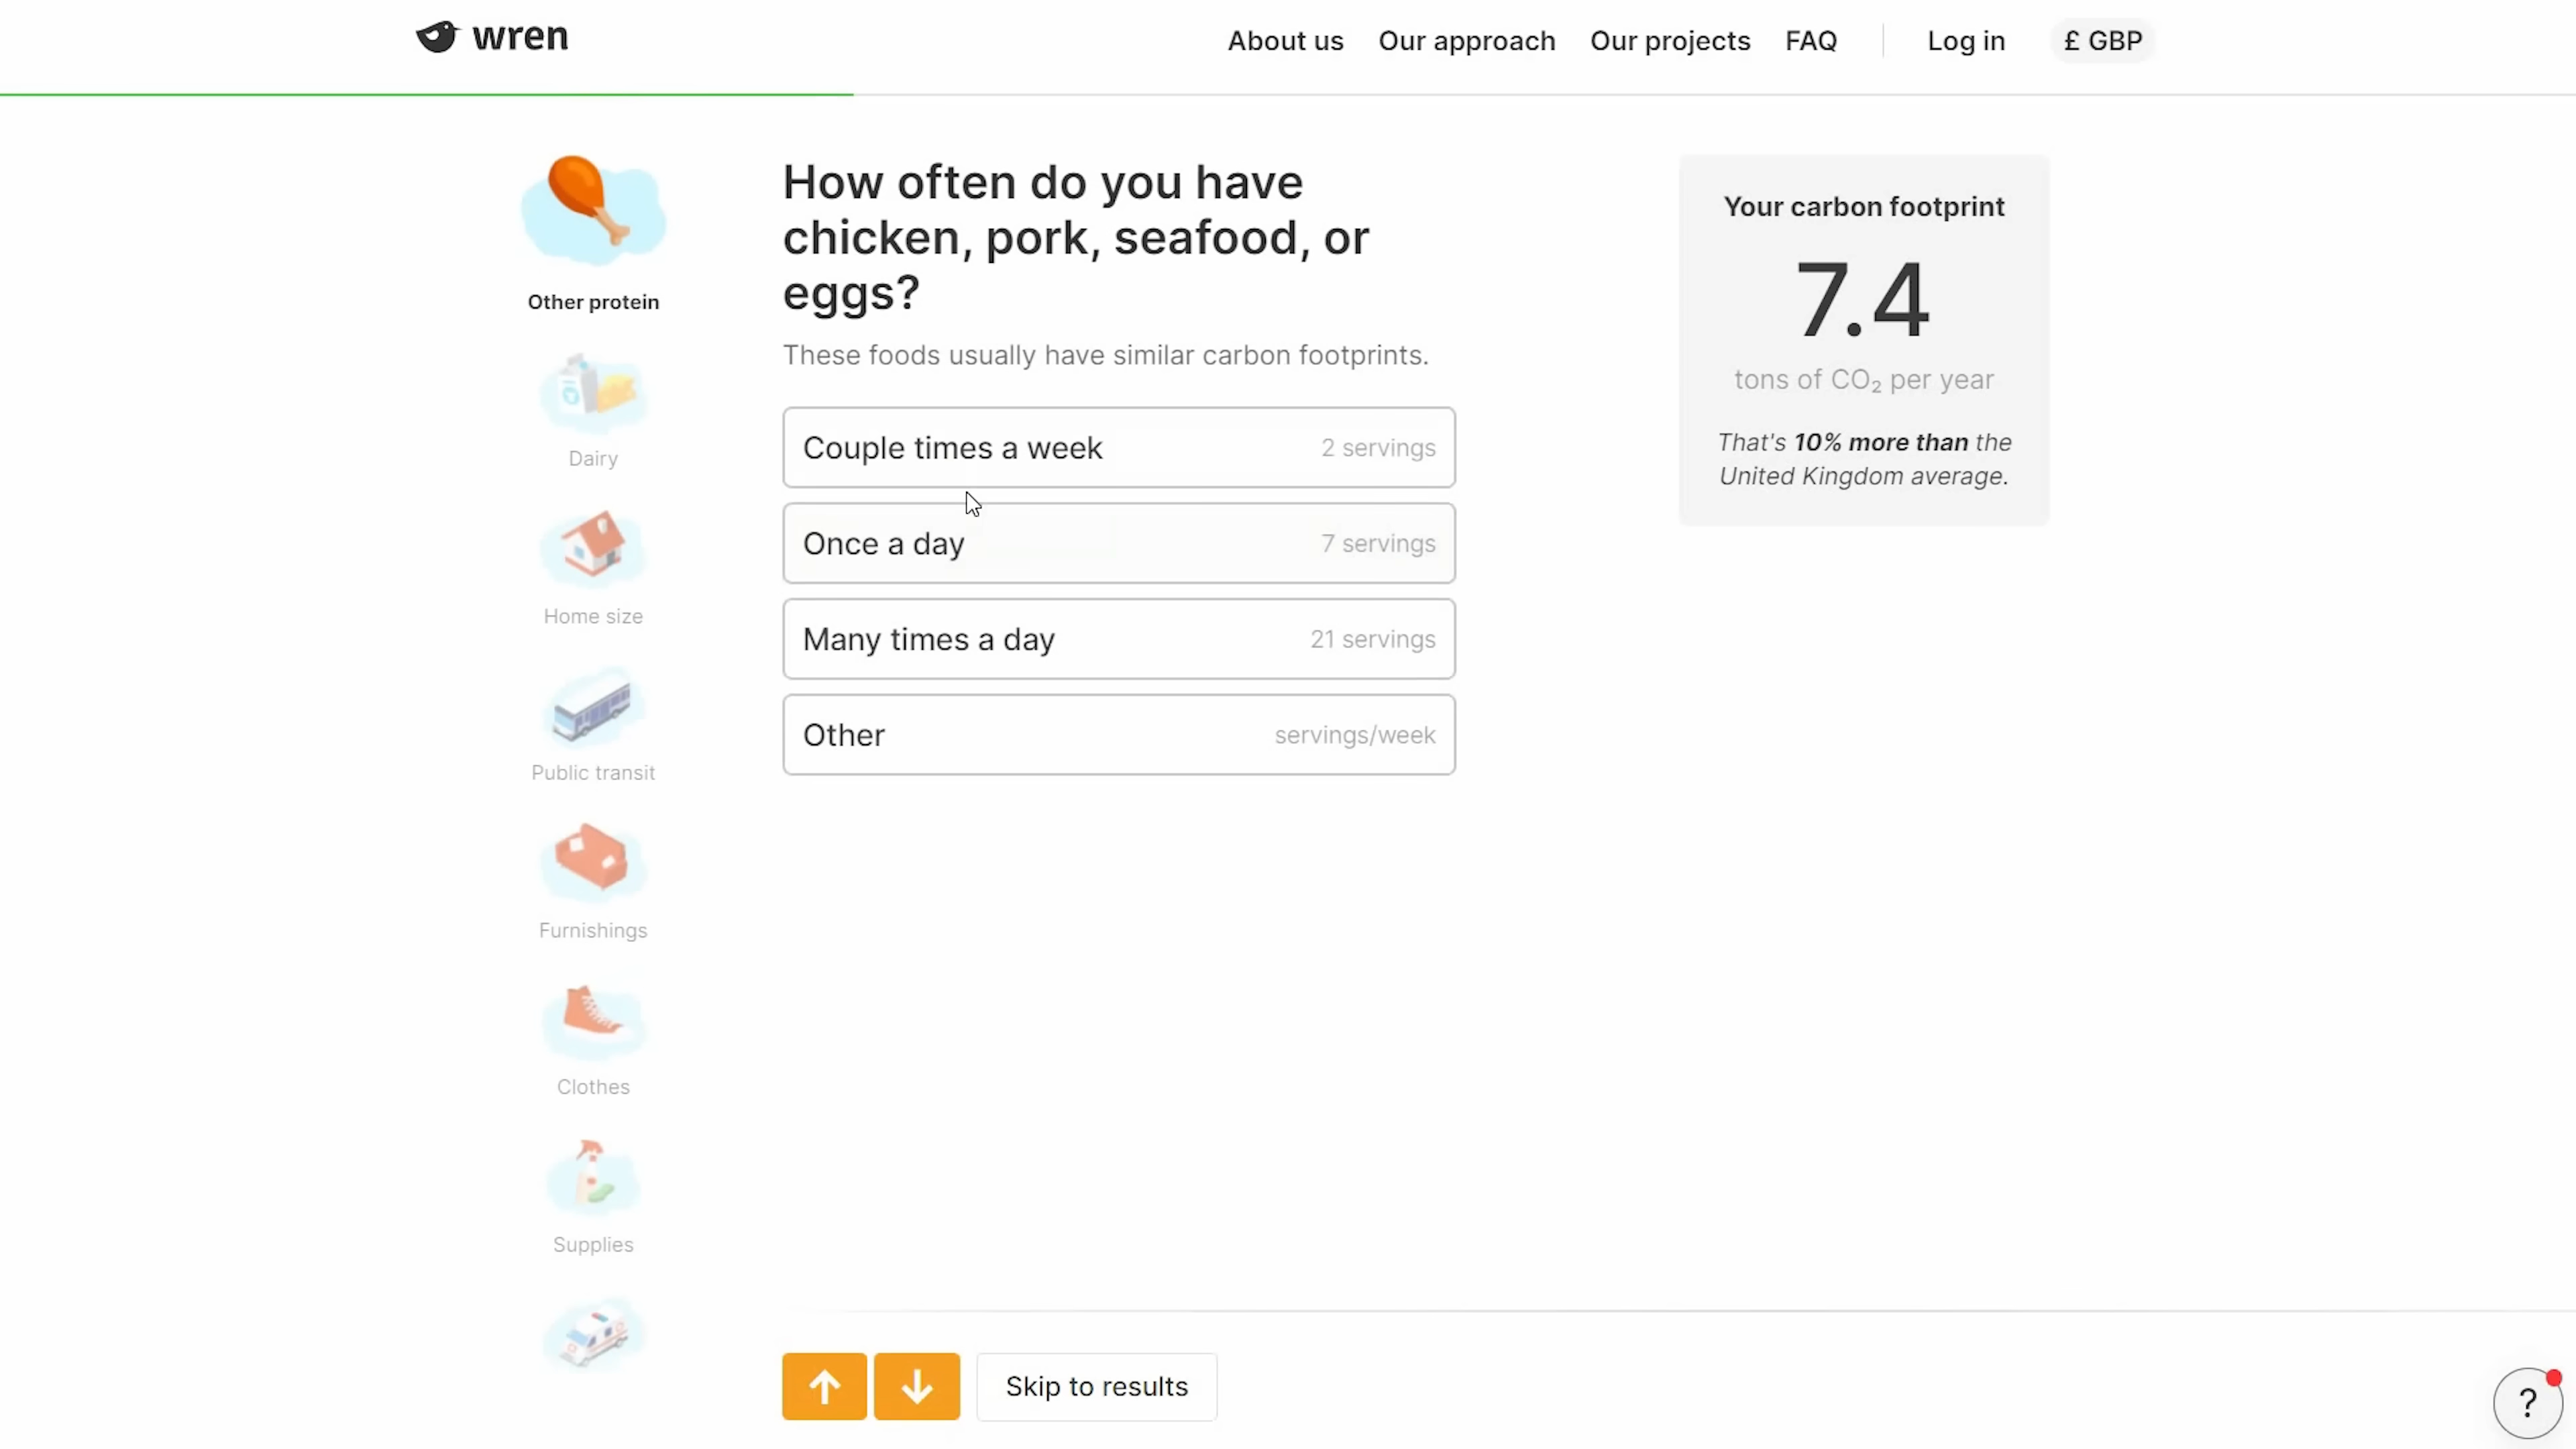 wren
About us
Our approach
Our projects
FAQ
Log in
£ GBP
Other protein
Dairy
Home size
Public transit
Furnishings
Clothes
Supplies
How often do you have
chicken, pork, seafood, or
eggs?
These foods usually have similar carbon footprints.
Couple times a week 2 servings
Once a day 7 servings
Many times a day 21 servings
Other servings/week
Your carbon footprint
7.4
tons of CO₂ per year
That's 10% more than the
United Kingdom average.
Skip to results
?